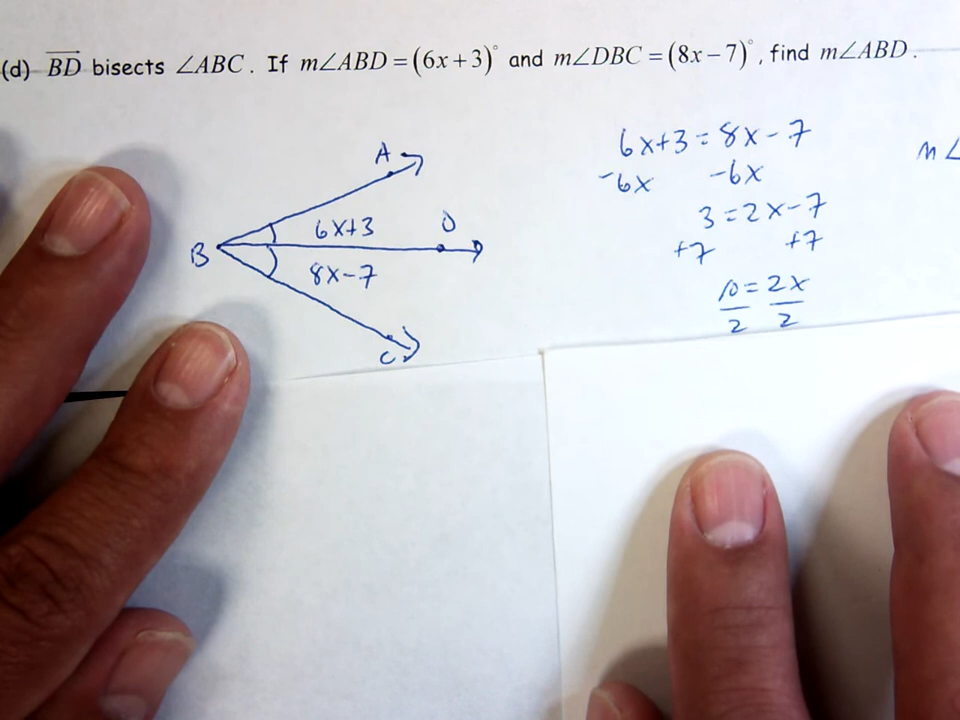 (d) BD bisects ∠ABC. If m∠ABD = (6x+3)° and m∠DBC = (8x−7)°, find m∠ABD.
A
6x+3
D
B
8x-7
C
6x+3 = 8x-7
-6x -6x
3 = 2x-7
+7 +7
10 = 2x
2 2
m∠